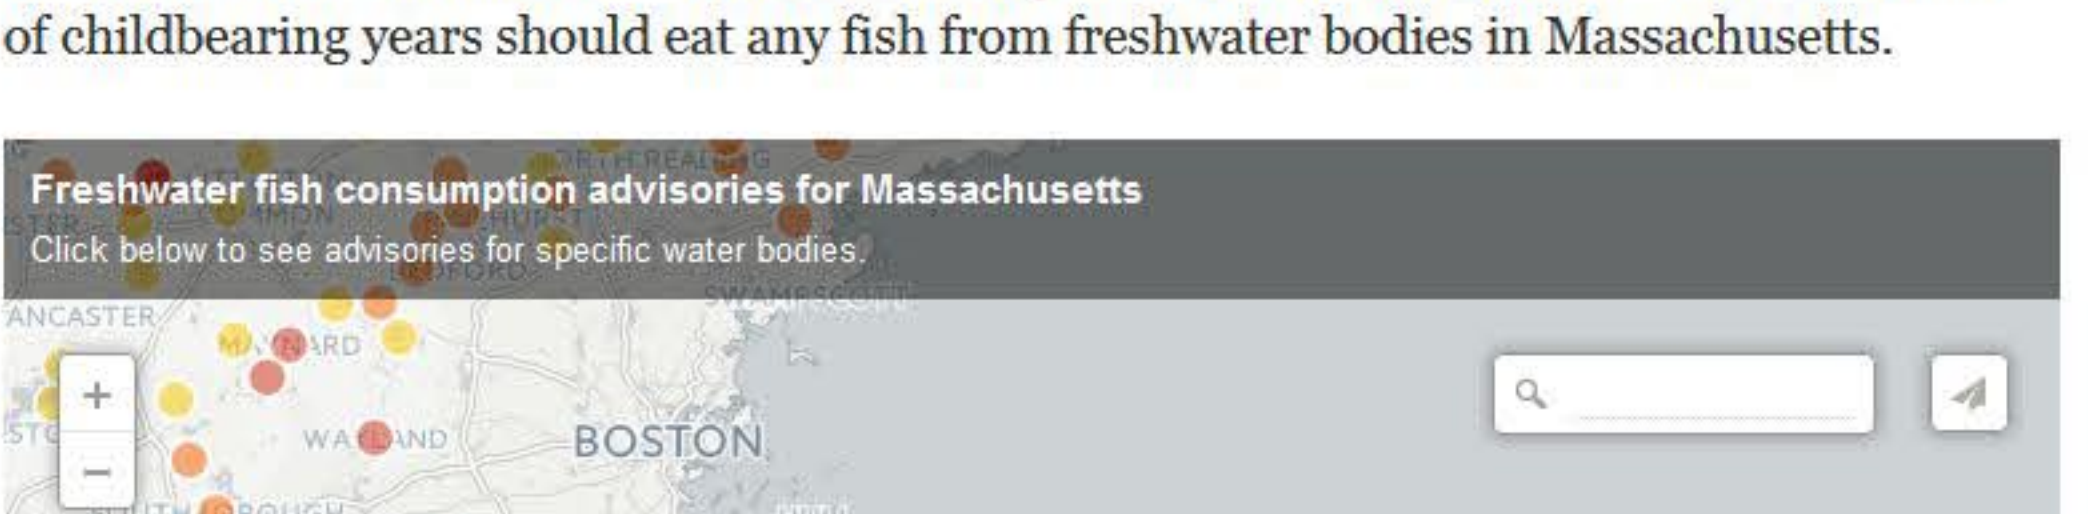 of childbearing years should eat any fish from freshwater bodies in Massachusetts.
Freshwater fish consumption advisories for Massachusetts
Click below to see advisories for specific water bodies.
SWAMPSCOTT
ANCASTER
MAYNARD
WAYLAND
BOSTON